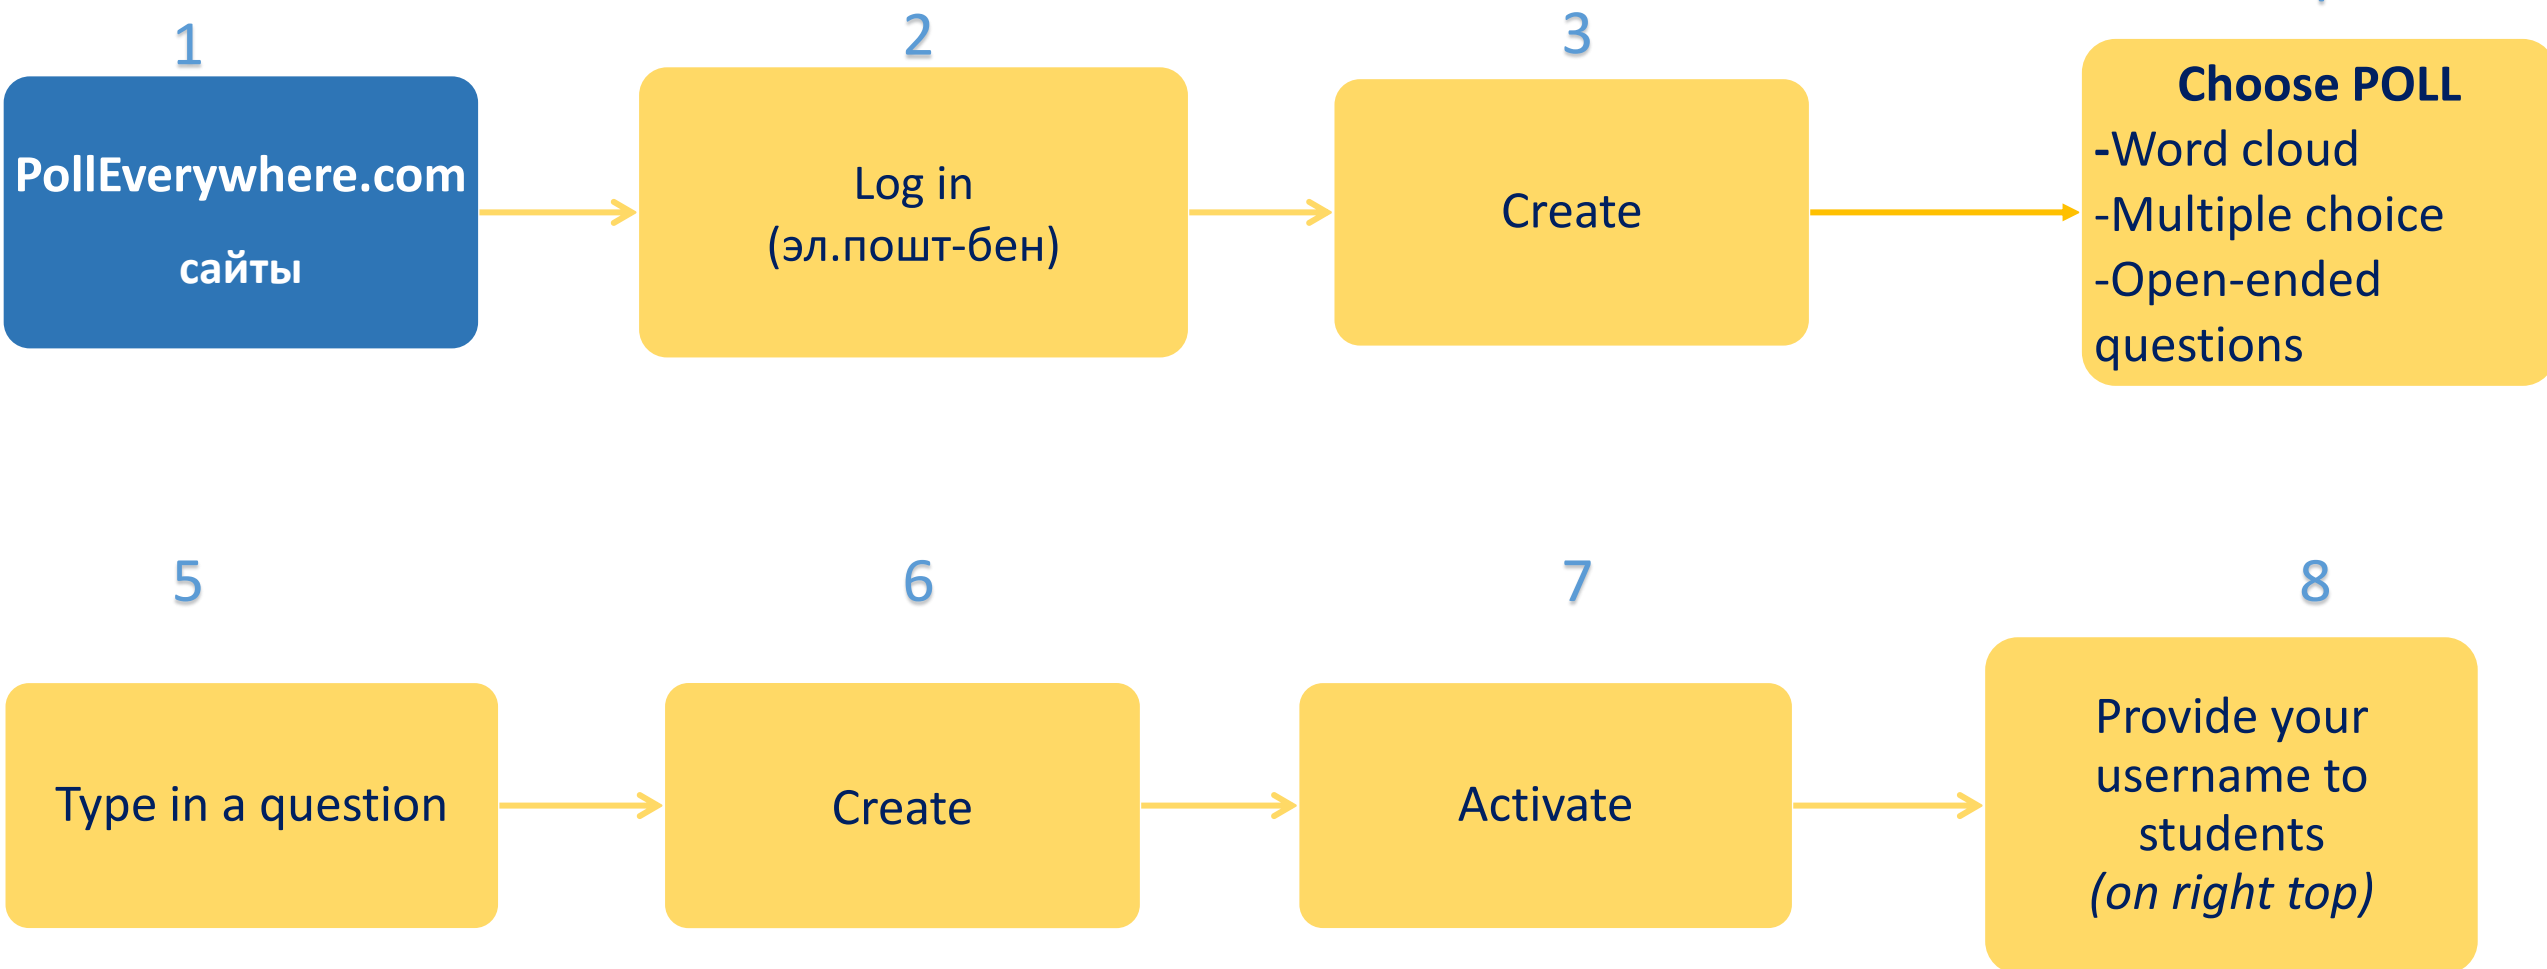 1
PollEverywhere.com
сайты
2
Log in
(эл.пошт-бен)
3
Create
Choose POLL
-Word cloud
-Multiple choice
-Open-ended
questions
5
Type in a question
6
Create
7
Activate
8
Provide your
username to
students
(on right top)